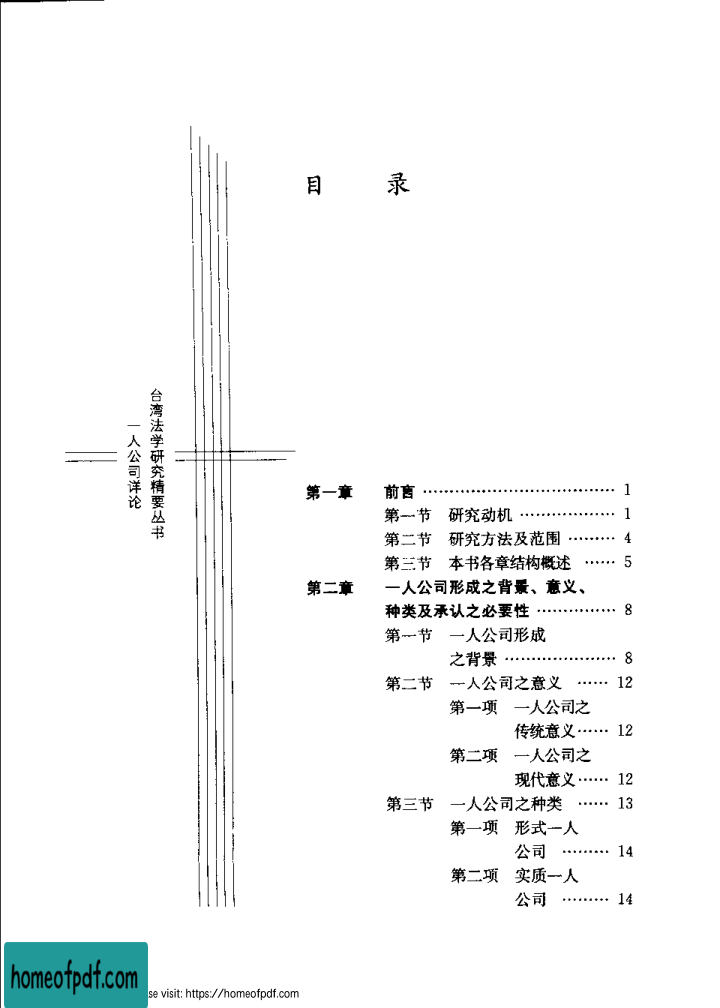 目 录
台湾法学研究精要丛书
一人公司详论
第一章 前言 ………………………………… 1
第一节 研究动机 ……………… 1
第二节 研究方法及范围 ……… 4
第三节 本书各章结构概述 …… 5
第二章 一人公司形成之背景、意义、
种类及承认之必要性 …………… 8
第一节 一人公司形成
之背景 ………………… 8
第二节 一人公司之意义 …… 12
第一项 一人公司之
传统意义…… 12
第二项 一人公司之
现代意义…… 12
第三节 一人公司之种类 …… 13
第一项 形式一人
公司 ……… 14
第二项 实质一人
公司 ……… 14
homeofpdf.com
se visit: https://homeofpdf.com